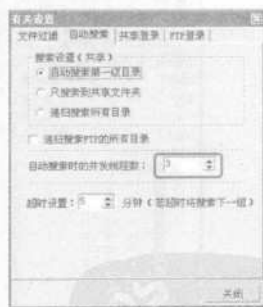 有关设置
文件过滤 自动搜索 共享登录 FTP登录
搜索设置(共享)
自动搜索第一级目录
只搜索到共享文件夹
递归搜索所有目录
递归搜索FTP的所有目录
自动搜索时的并发线程数: 3
超时设置: 5 分钟(若超时将搜索下一组)
关闭